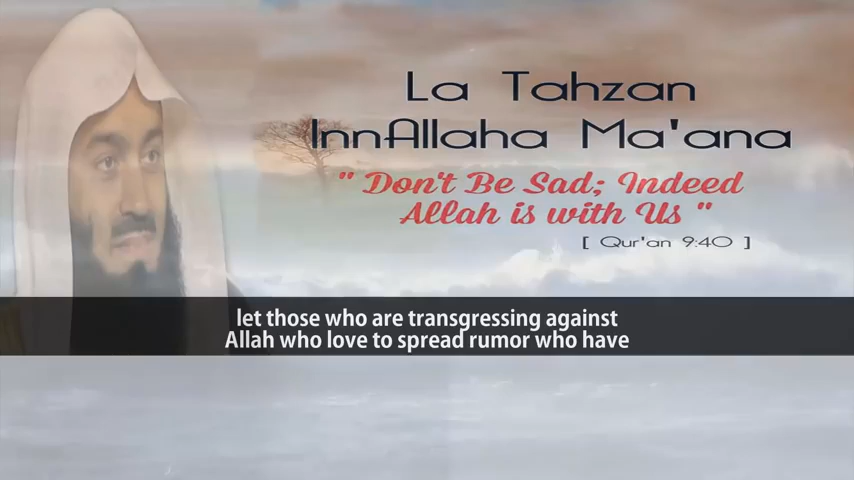 La Tahzan
InnAllaha Ma'ana
" Don't Be Sad; Indeed
Allah is with Us "
[ Qur'an 9:40 ]
let those who are transgressing against
Allah who love to spread rumor who have